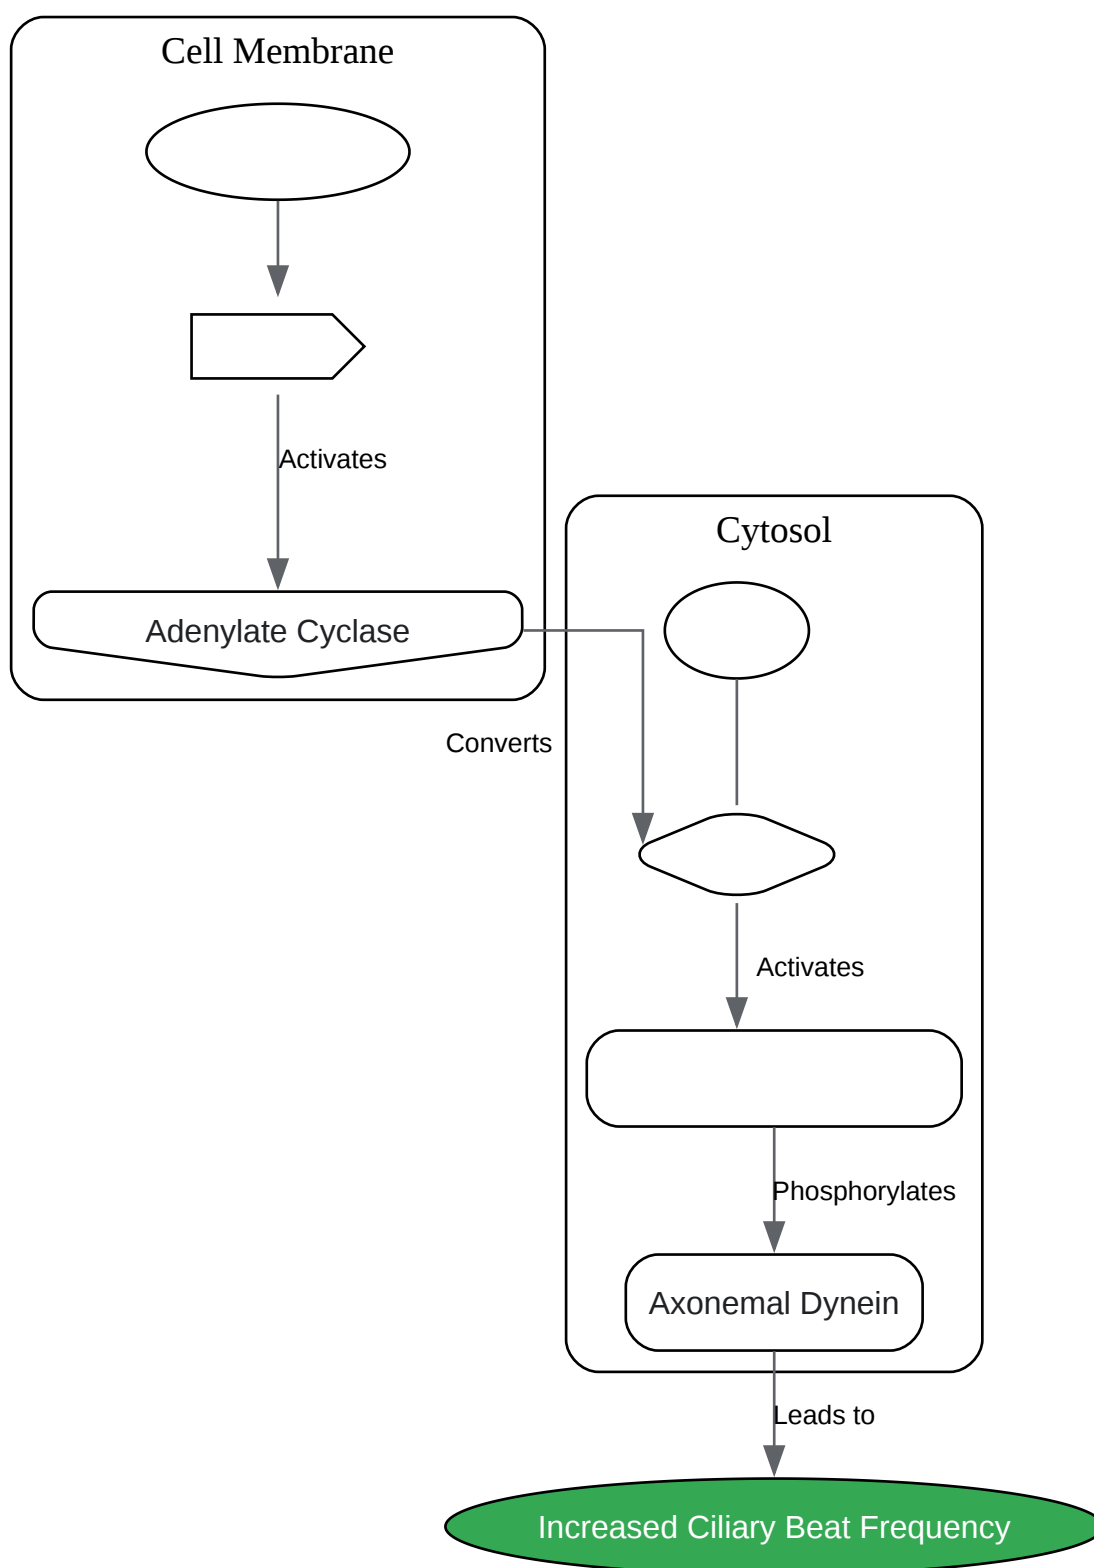 Cell Membrane
Activates
Cytosol
Adenylate Cyclase
Converts
Activates
Phosphorylates
Axonemal Dynein
Leads to
Increased Ciliary Beat Frequency